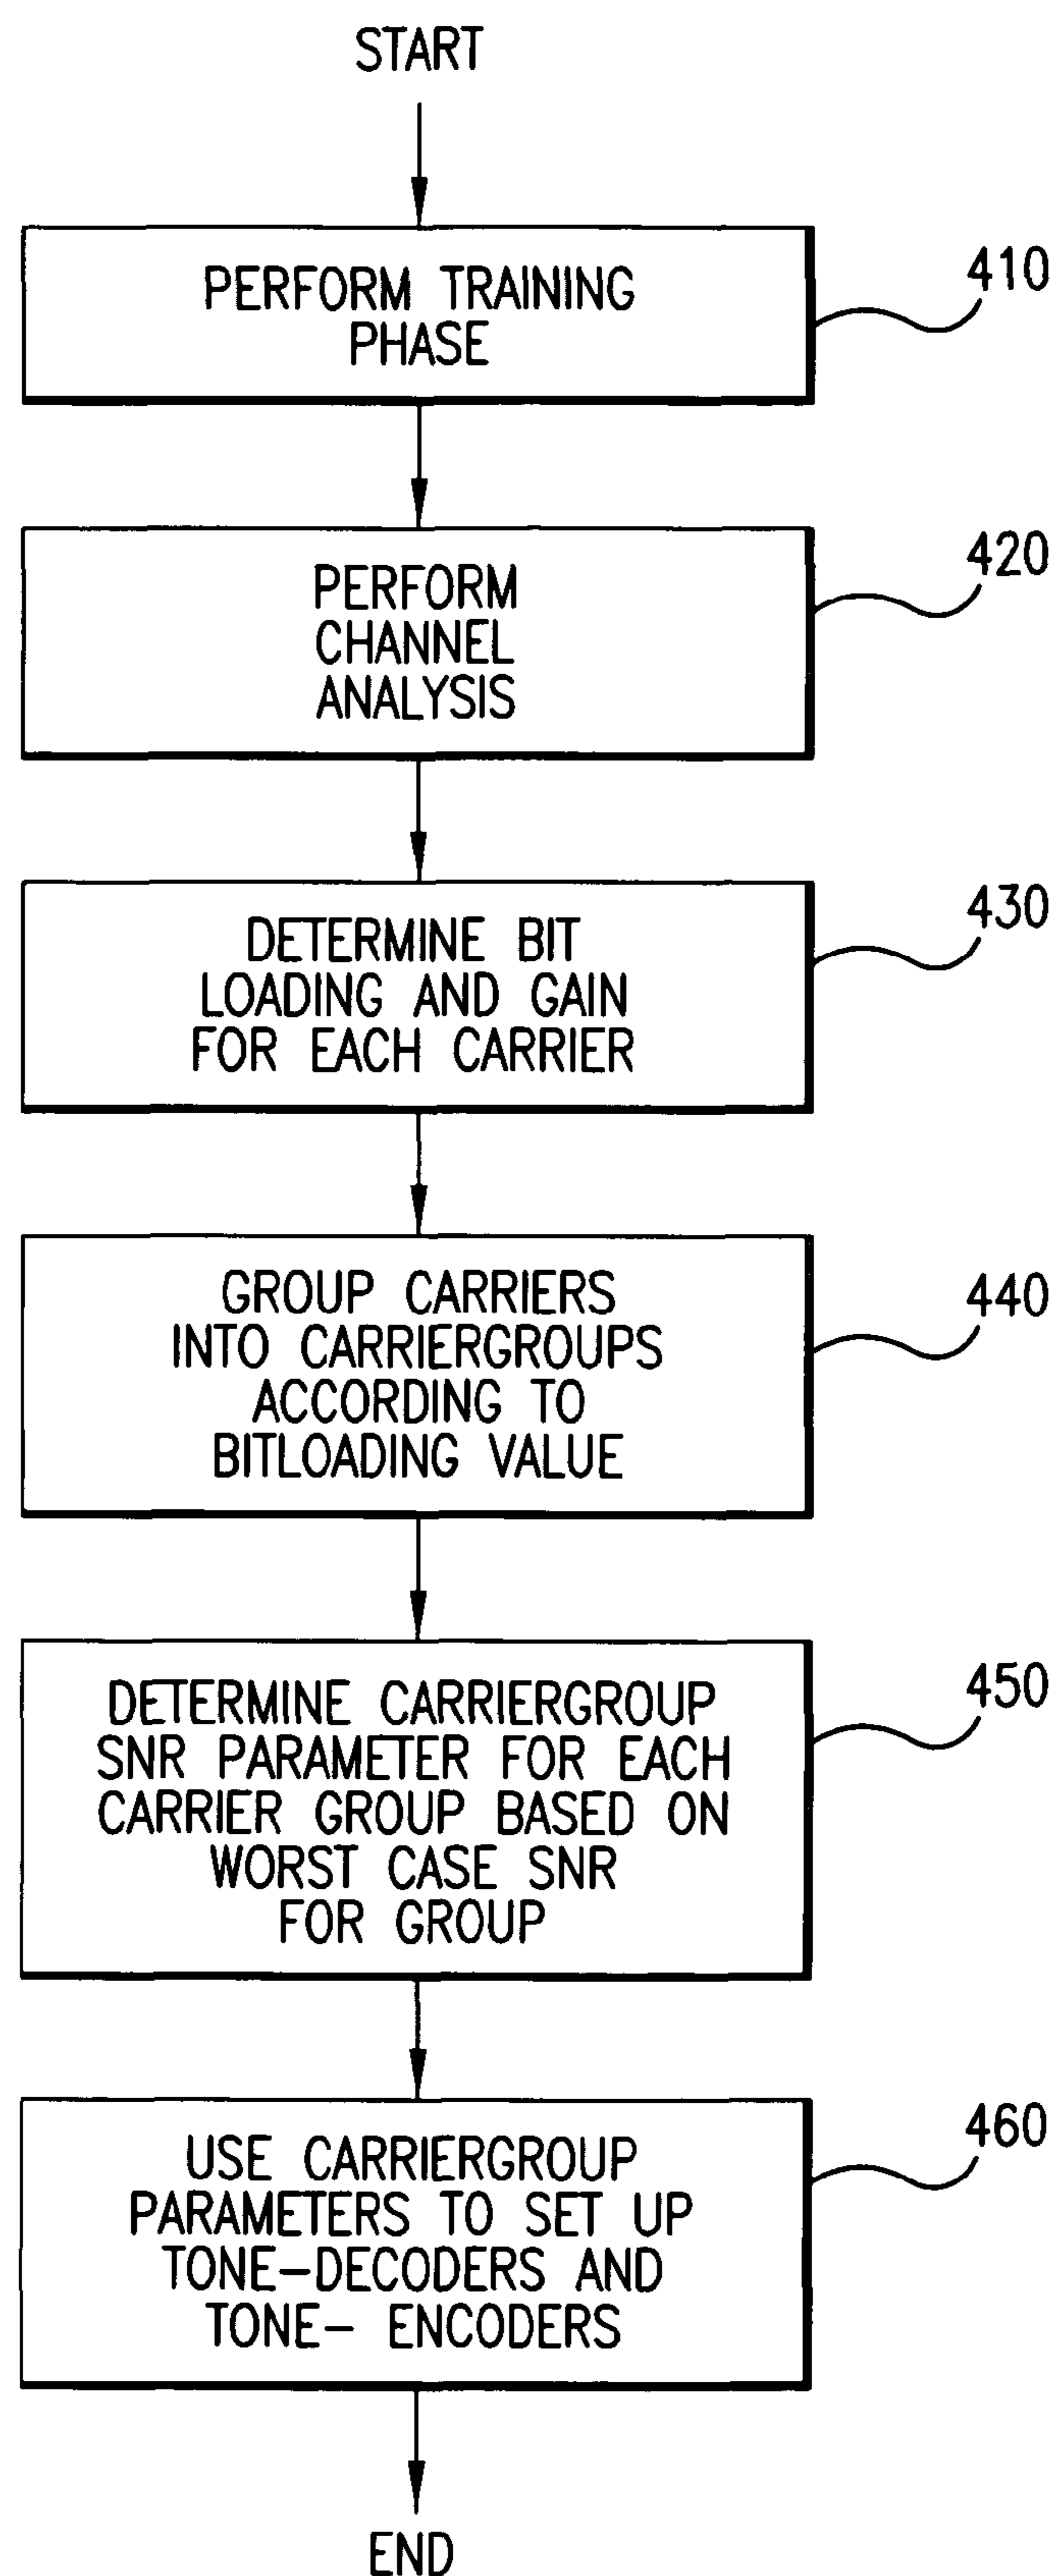 START
PERFORM TRAINING
PHASE
410
PERFORM
CHANNEL
ANALYSIS
420
DETERMINE BIT
LOADING AND GAIN
FOR EACH CARRIER
430
GROUP CARRIERS
INTO CARRIERGROUPS
ACCORDING TO
BITLOADING VALUE
440
DETERMINE CARRIERGROUP
SNR PARAMETER FOR EACH
CARRIER GROUP BASED ON
WORST CASE SNR
FOR GROUP
450
USE CARRIERGROUP
PARAMETERS TO SET UP
TONE-DECODERS AND
TONE- ENCODERS
460
END